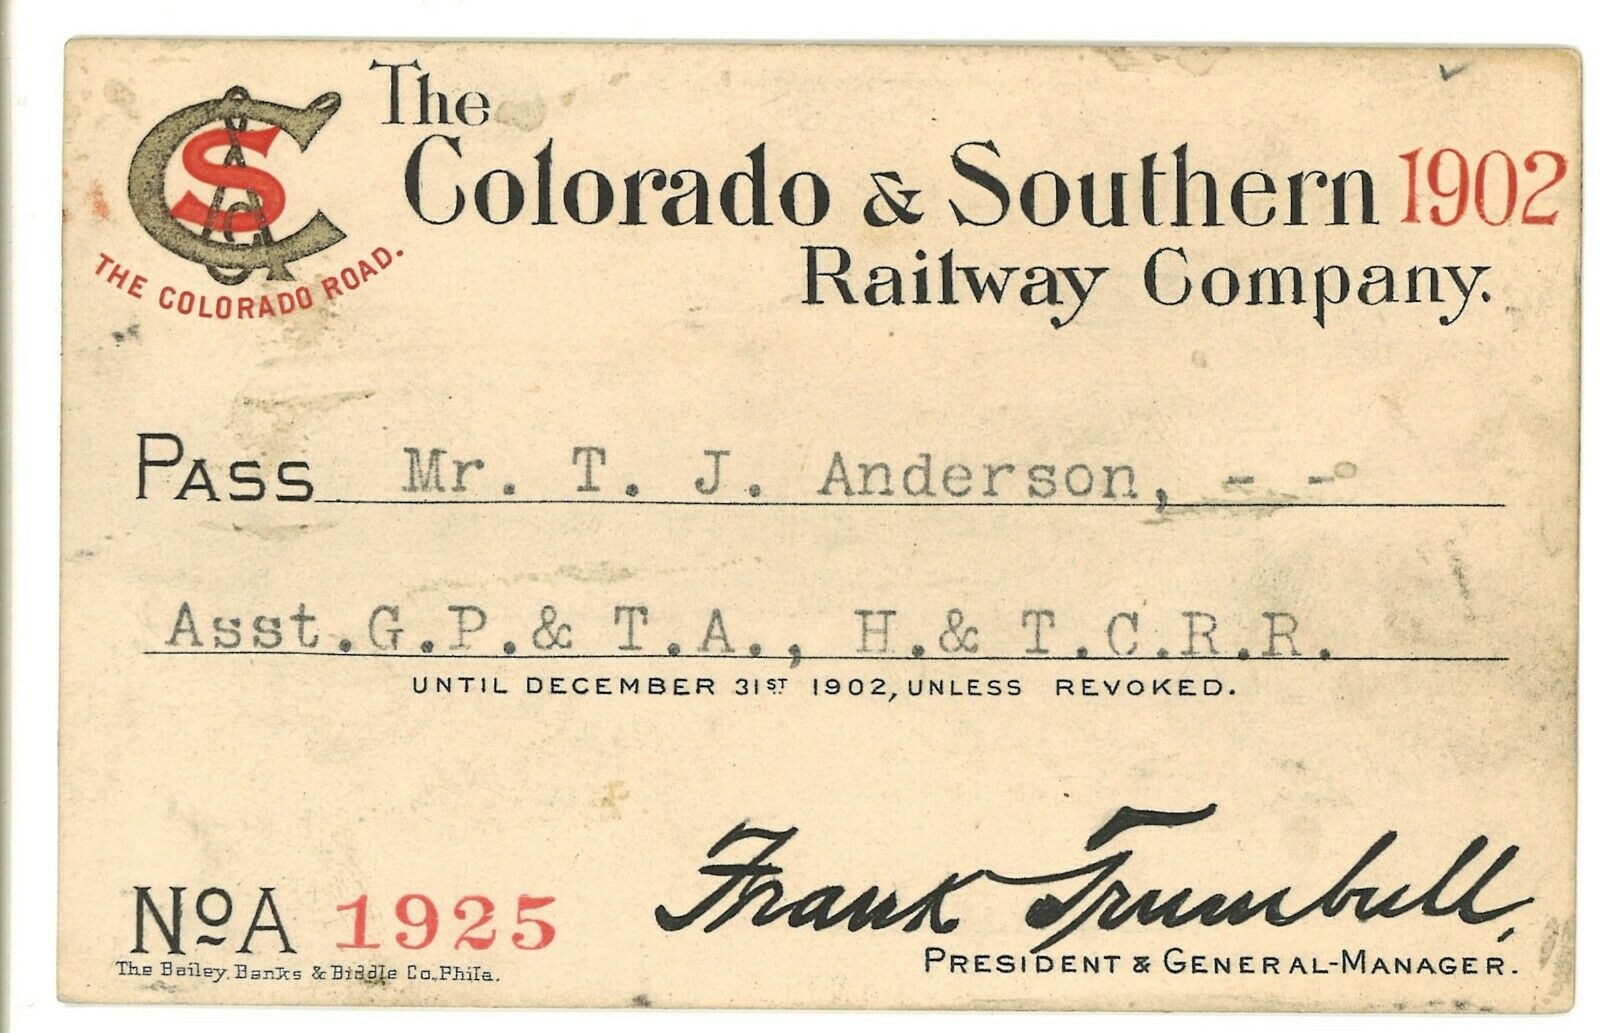 The
Colorado & Southern 1902
Railway Company.
C&S
THE COLORADO ROAD.
PASS Mr. T. J. Anderson, - -
Asst.G.P.& T.A., H.& T.C.R.R.
UNTIL DECEMBER 31ST 1902, UNLESS REVOKED.
Frank Trumbull,
PRESIDENT & GENERAL-MANAGER.
No A 1925
The Bailey, Banks & Biddle Co. Phila.